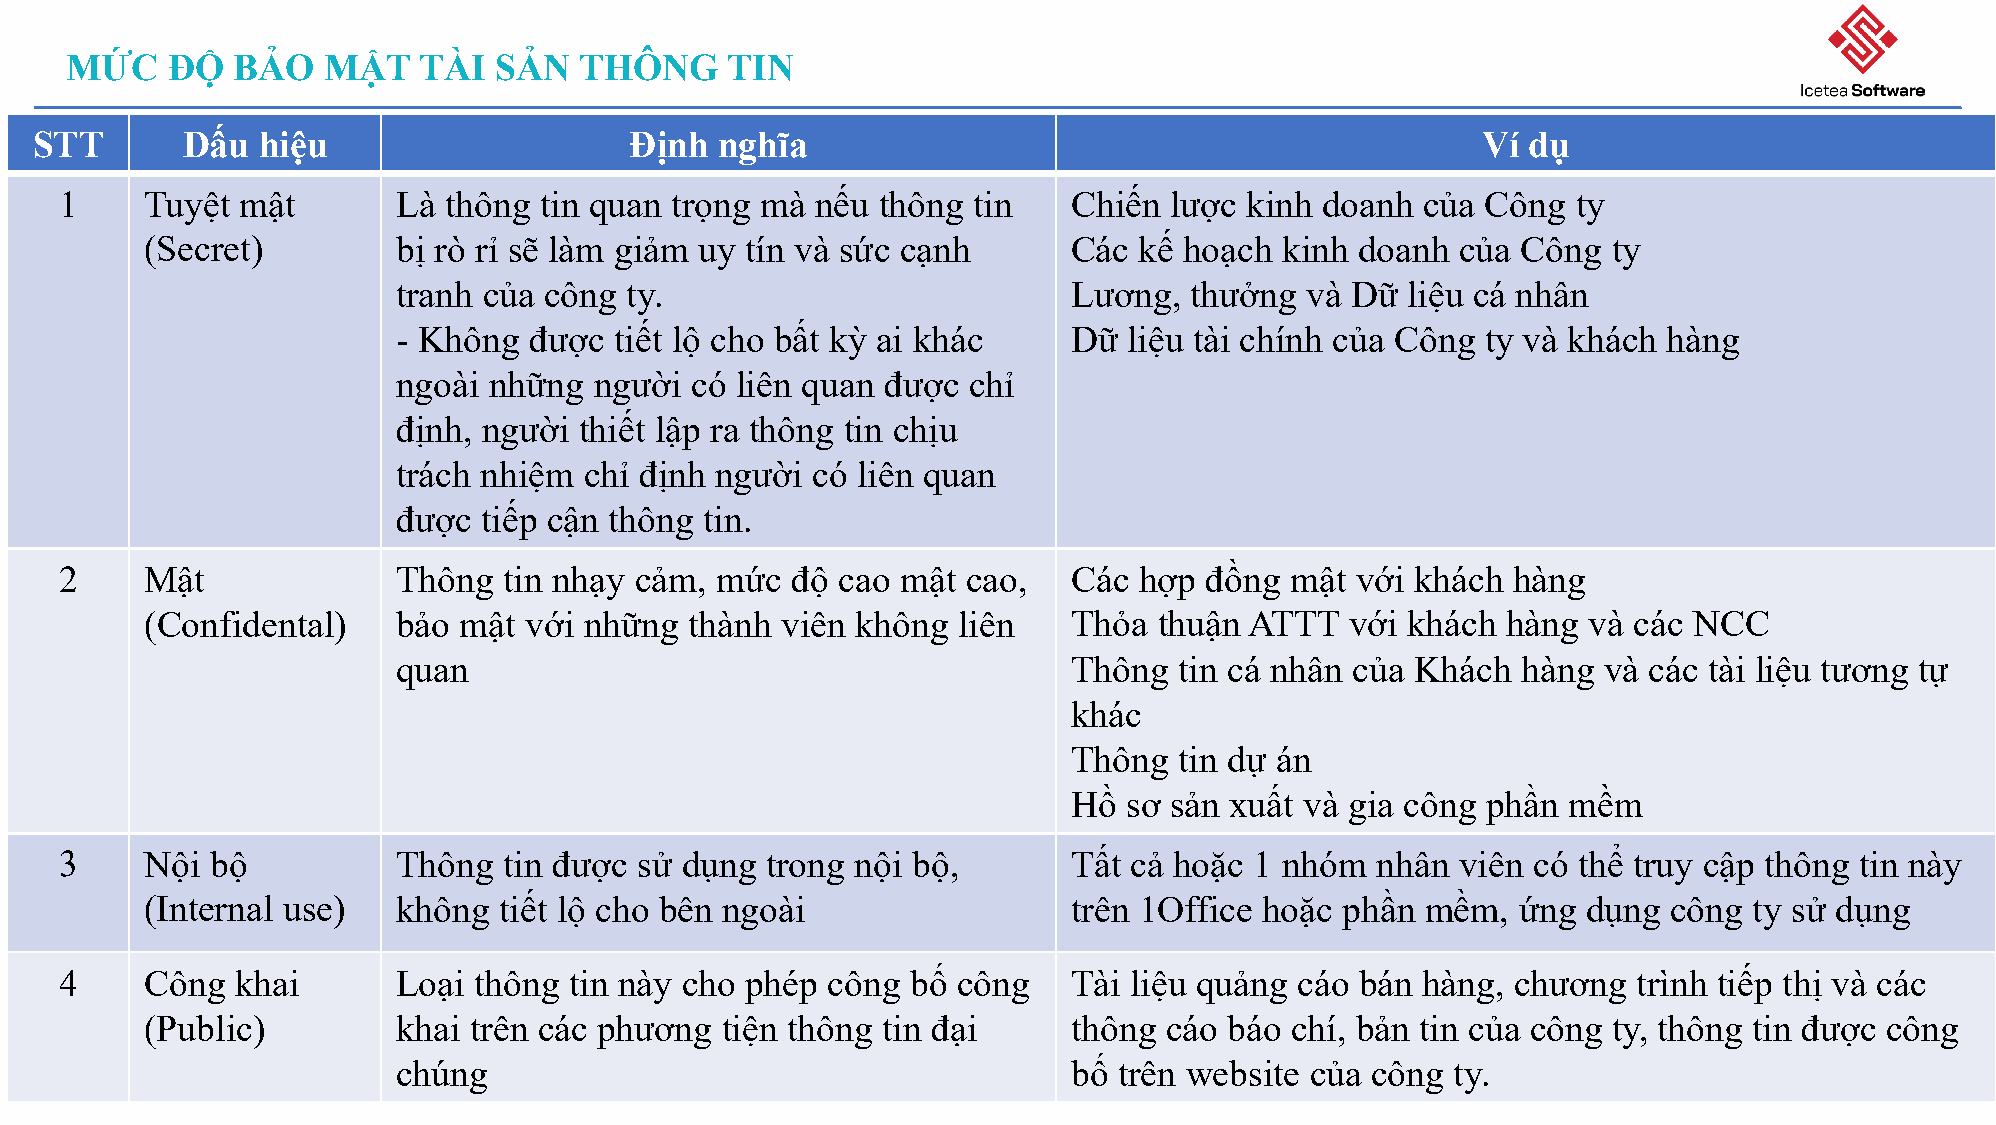 MỨC ĐỘ BẢO MẬT TÀI SẢN THÔNG TIN
Icetea Software
STT Dấu hiệu Định nghĩa Ví dụ
1
Tuyệt mật
(Secret)
Là thông tin quan trọng mà nếu thông tin
bị rò rỉ sẽ làm giảm uy tín và sức cạnh
tranh của công ty.
- Không được tiết lộ cho bất kỳ ai khác
ngoài những người có liên quan được chỉ
định, người thiết lập ra thông tin chịu
trách nhiệm chỉ định người có liên quan
được tiếp cận thông tin.
Chiến lược kinh doanh của Công ty
Các kế hoạch kinh doanh của Công ty
Lương, thưởng và Dữ liệu cá nhân
Dữ liệu tài chính của Công ty và khách hàng
2
Mật
(Confidental)
Thông tin nhạy cảm, mức độ cao mật cao,
bảo mật với những thành viên không liên
quan
Các hợp đồng mật với khách hàng
Thỏa thuận ATTT với khách hàng và các NCC
Thông tin cá nhân của Khách hàng và các tài liệu tương tự
khác
Thông tin dự án
Hồ sơ sản xuất và gia công phần mềm
3
Nội bộ
(Internal use)
Thông tin được sử dụng trong nội bộ,
không tiết lộ cho bên ngoài
Tất cả hoặc 1 nhóm nhân viên có thể truy cập thông tin này
trên 1Office hoặc phần mềm, ứng dụng công ty sử dụng
4
Công khai
(Public)
Loại thông tin này cho phép công bố công
khai trên các phương tiện thông tin đại
chúng
Tài liệu quảng cáo bán hàng, chương trình tiếp thị và các
thông cáo báo chí, bản tin của công ty, thông tin được công
bố trên website của công ty.